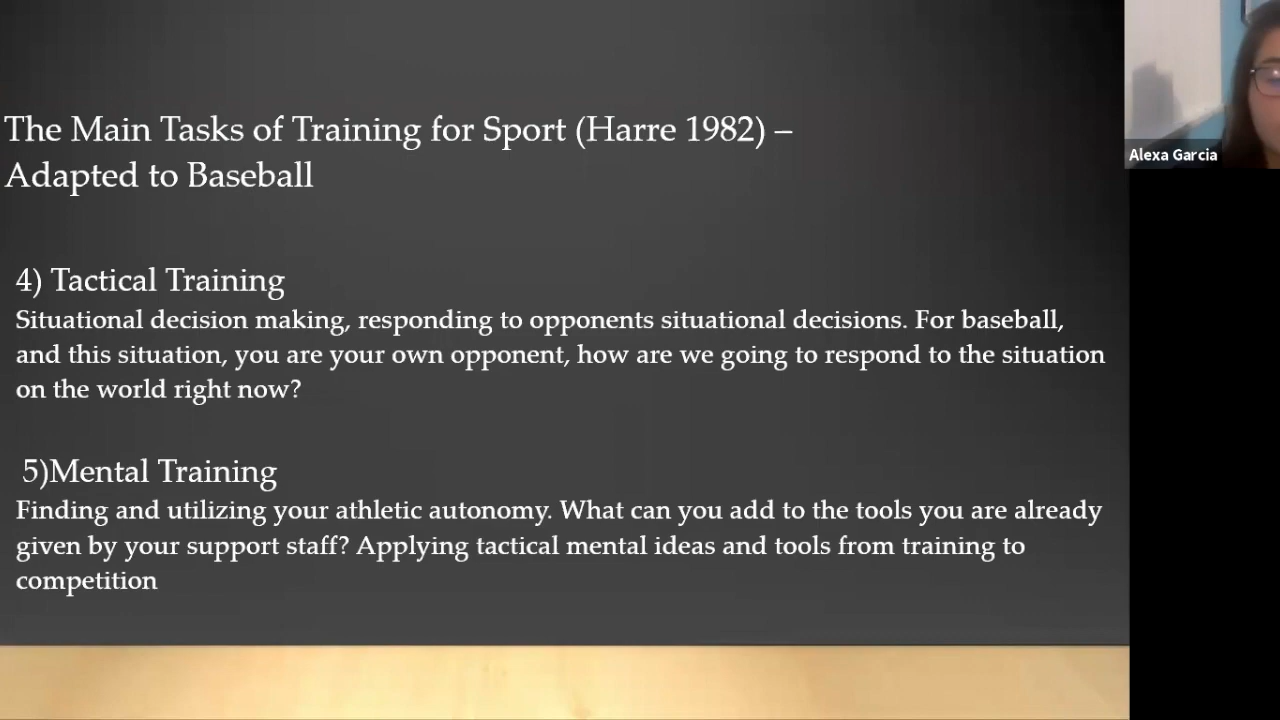 The Main Tasks of Training for Sport (Harre 1982) –
Adapted to Baseball
Alexa Garcia
4) Tactical Training
Situational decision making, responding to opponents situational decisions. For baseball,
and this situation, you are your own opponent, how are we going to respond to the situation
on the world right now?
5)Mental Training
Finding and utilizing your athletic autonomy. What can you add to the tools you are already
given by your support staff? Applying tactical mental ideas and tools from training to
competition